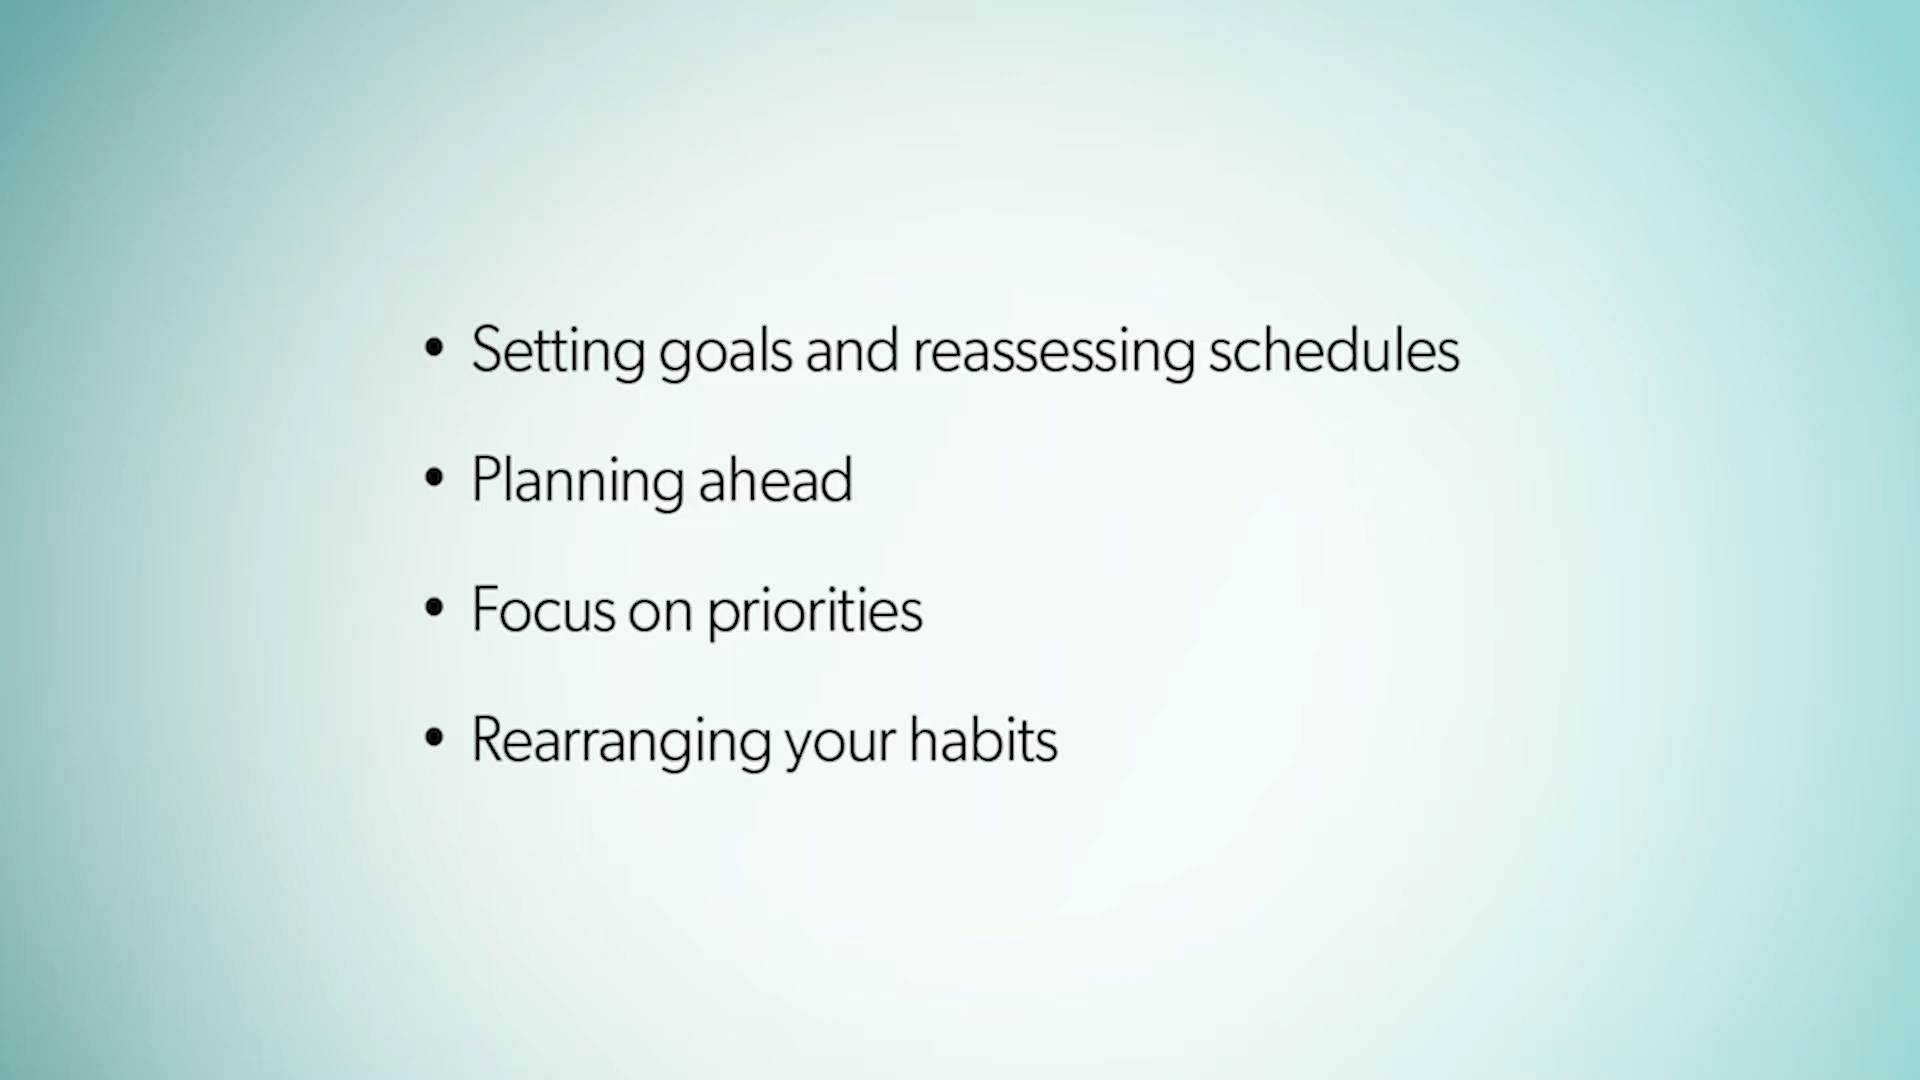 • Setting goals and reassessing schedules
• Planning ahead
• Focus on priorities
• Rearranging your habits